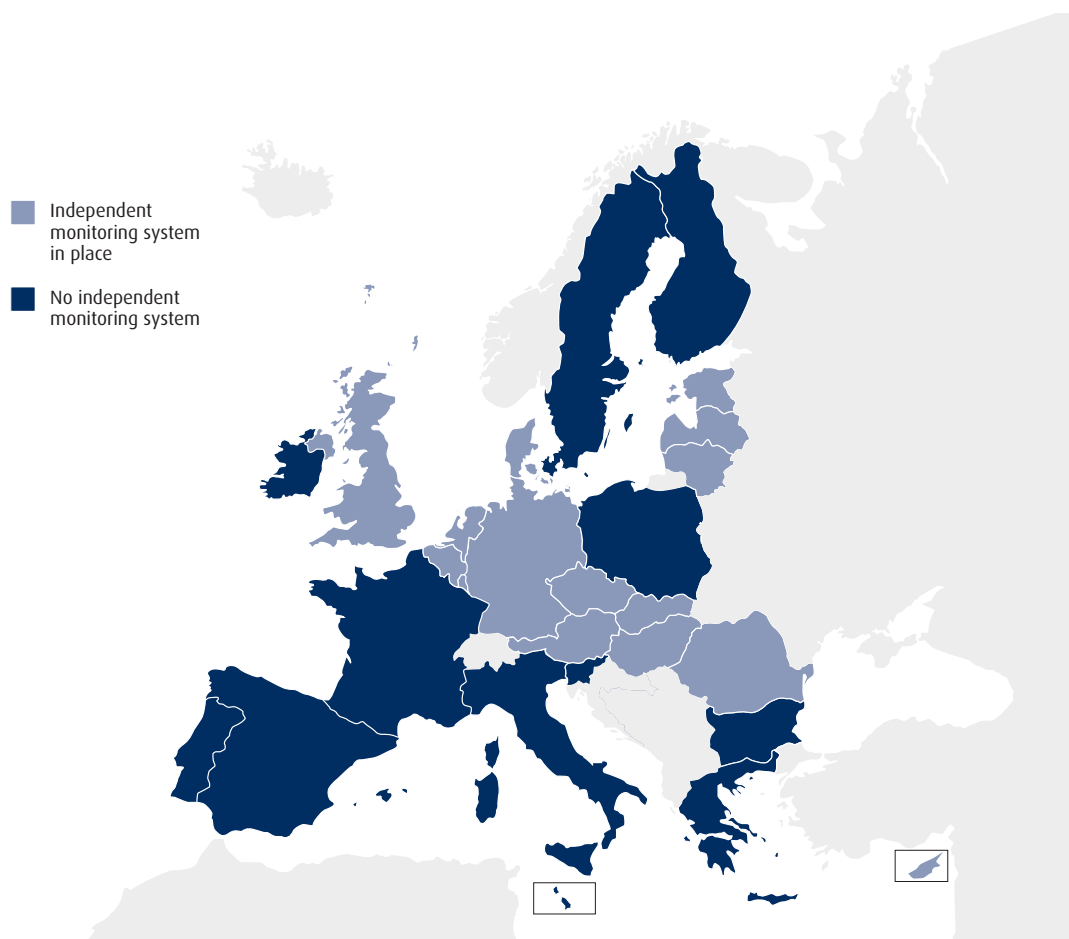 Independent
monitoring system
in place
No independent
monitoring system